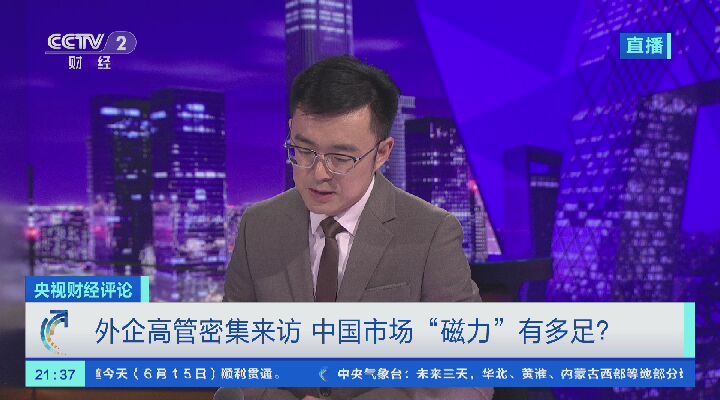 CCTV 2
财经
直播
央视财经评论
外企高管密集来访 中国市场“磁力”有多足?
21:37 今天（6月15日）顺利贯通。 中央气象台：未来三天，华北、黄淮、内蒙古西部等地部分